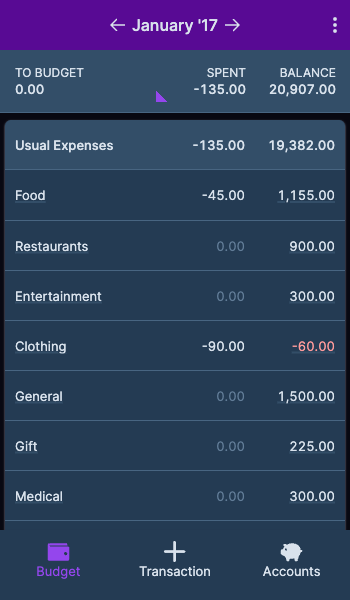 ← January '17 →
TO BUDGET SPENT BALANCE
0.00 -135.00 20,907.00
Usual Expenses -135.00 19,382.00
Food -45.00 1,155.00
Restaurants 0.00 900.00
Entertainment 0.00 300.00
Clothing -90.00 -60.00
General 0.00 1,500.00
Gift 0.00 225.00
Medical 0.00 300.00
Budget Transaction Accounts